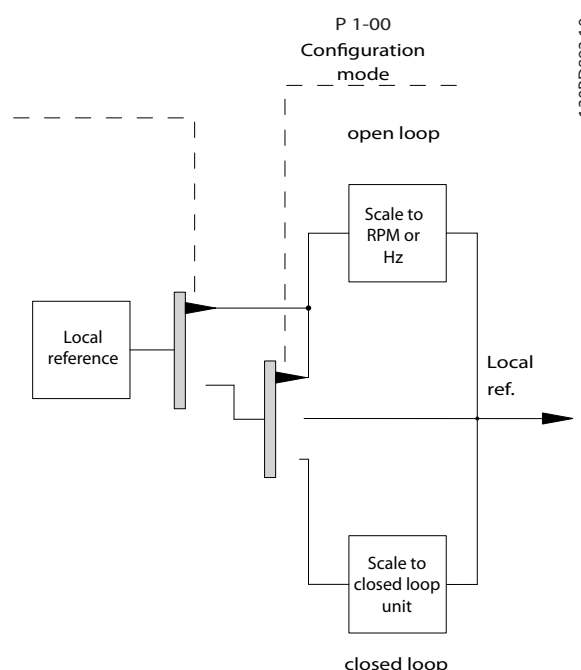 P 1-00
Configuration
mode
open loop
Scale to
RPM or
Hz
Local
reference
Local
ref.
Scale to
closed loop
unit
closed loop